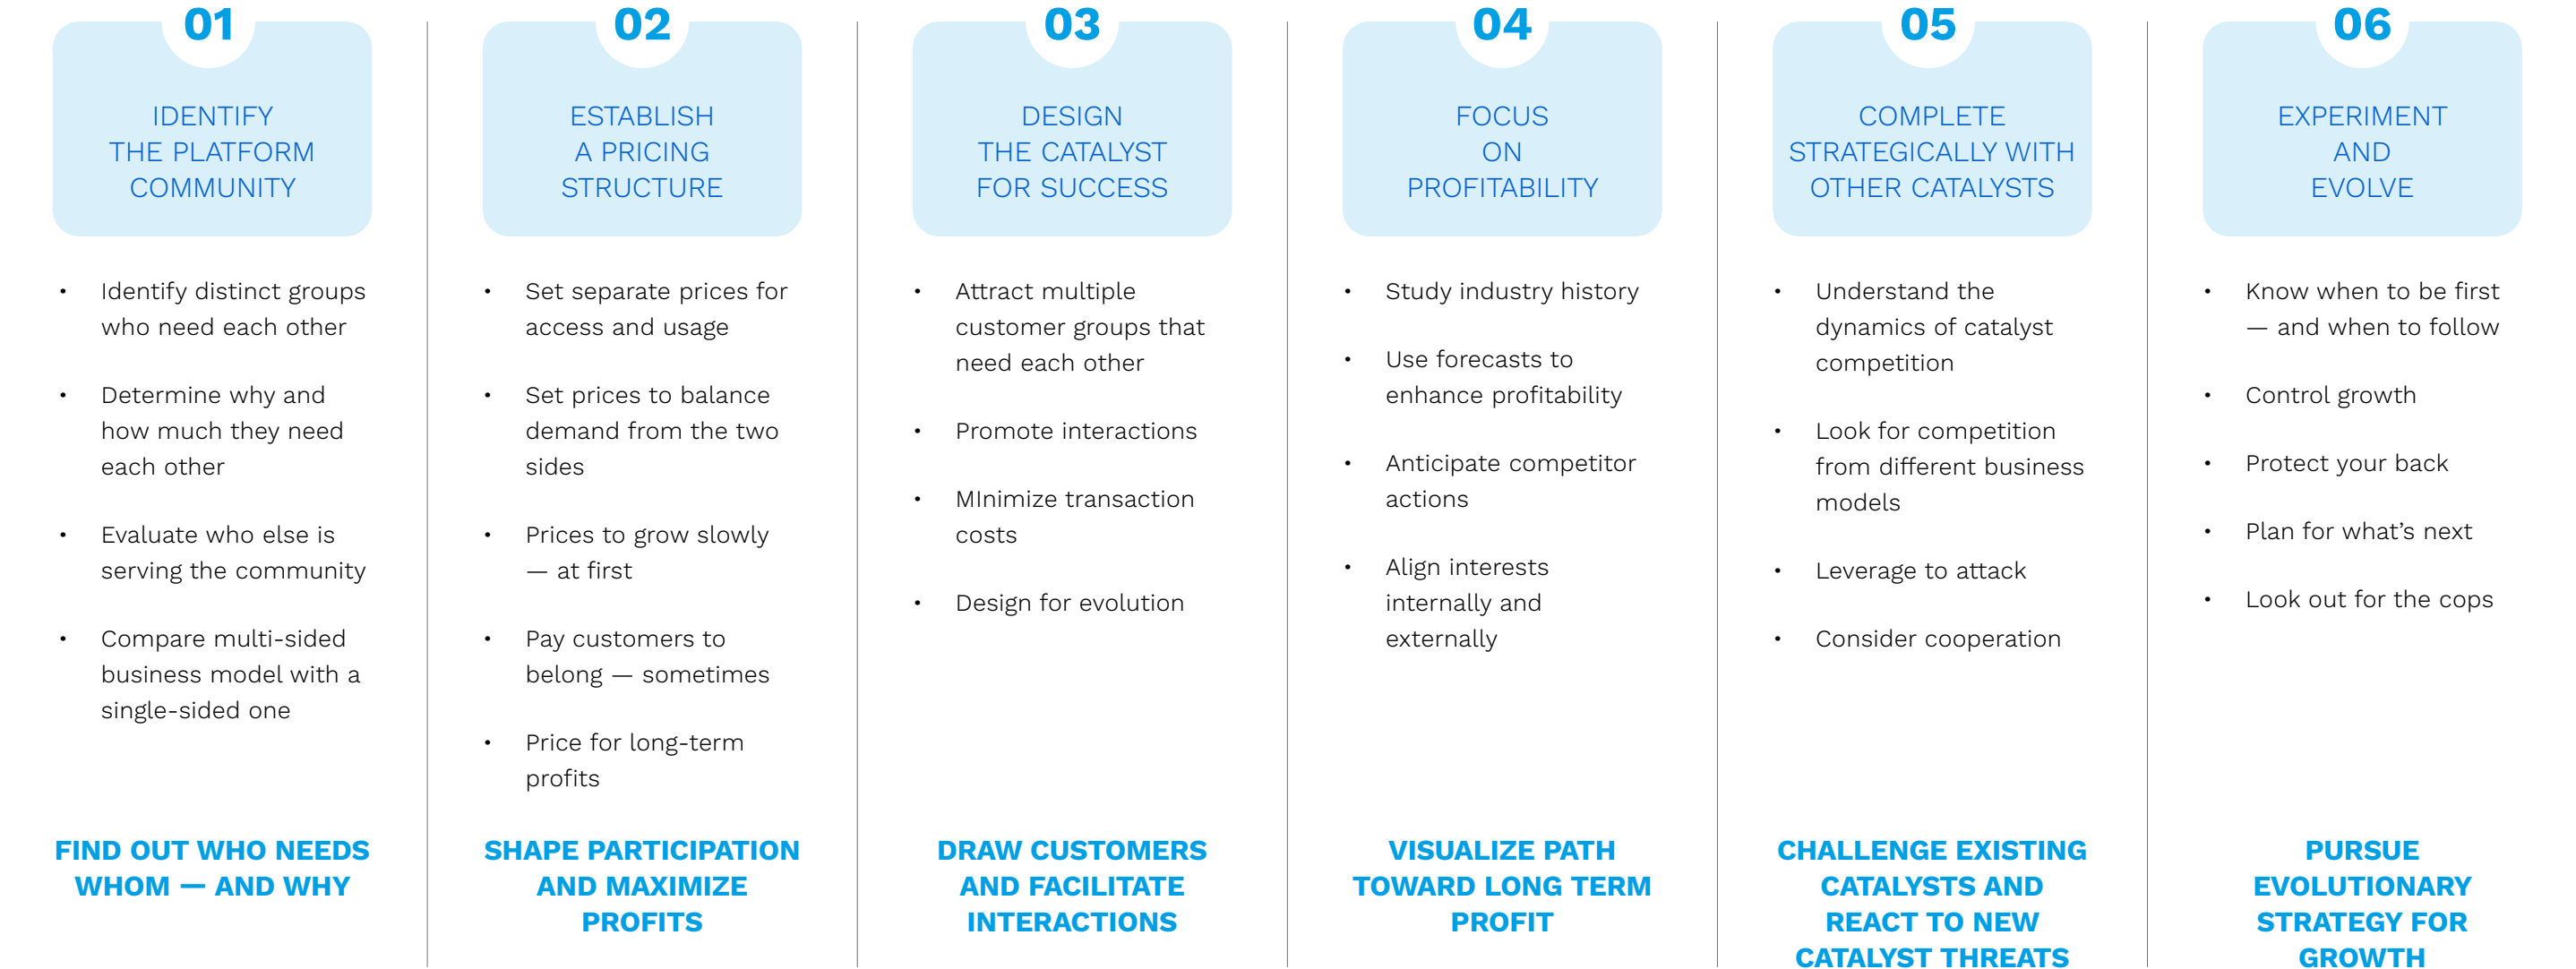 01
IDENTIFY
THE PLATFORM
COMMUNITY
• Identify distinct groups
who need each other
• Determine why and
how much they need
each other
• Evaluate who else is
serving the community
• Compare multi-sided
business model with a
single-sided one
FIND OUT WHO NEEDS
WHOM — AND WHY
02
ESTABLISH
A PRICING
STRUCTURE
• Set separate prices for
access and usage
• Set prices to balance
demand from the two
sides
• Prices to grow slowly
— at first
• Pay customers to
belong — sometimes
• Price for long-term
profits
SHAPE PARTICIPATION
AND MAXIMIZE
PROFITS
03
DESIGN
THE CATALYST
FOR SUCCESS
• Attract multiple
customer groups that
need each other
• Promote interactions
• MInimize transaction
costs
• Design for evolution
DRAW CUSTOMERS
AND FACILITATE
INTERACTIONS
04
FOCUS
ON
PROFITABILITY
• Study industry history
• Use forecasts to
enhance profitability
• Anticipate competitor
actions
• Align interests
internally and
externally
VISUALIZE PATH
TOWARD LONG TERM
PROFIT
05
COMPLETE
STRATEGICALLY WITH
OTHER CATALYSTS
• Understand the
dynamics of catalyst
competition
• Look for competition
from different business
models
• Leverage to attack
• Consider cooperation
CHALLENGE EXISTING
CATALYSTS AND
REACT TO NEW
CATALYST THREATS
06
EXPERIMENT
AND
EVOLVE
• Know when to be first
— and when to follow
• Control growth
• Protect your back
• Plan for what’s next
• Look out for the cops
PURSUE
EVOLUTIONARY
STRATEGY FOR
GROWTH